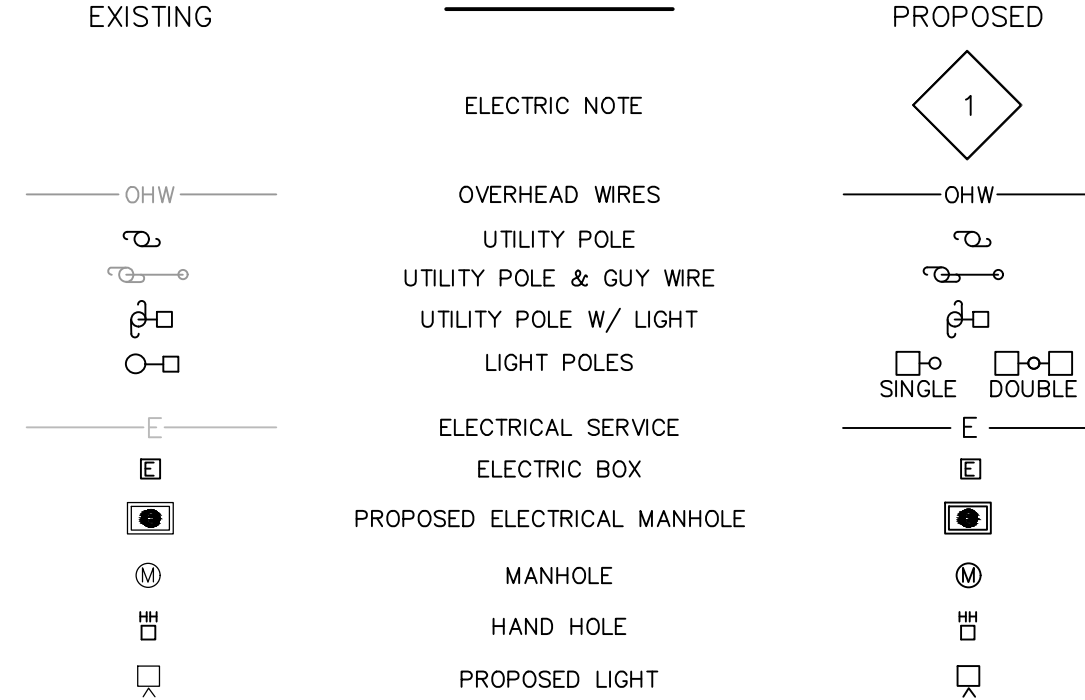 EXISTING PROPOSED
ELECTRIC NOTE 1
OHW OVERHEAD WIRES OHW
UTILITY POLE
UTILITY POLE & GUY WIRE
UTILITY POLE W/ LIGHT
LIGHT POLES
SINGLE DOUBLE
E ELECTRICAL SERVICE E
E ELECTRIC BOX E
PROPOSED ELECTRICAL MANHOLE
M MANHOLE M
HH HAND HOLE HH
PROPOSED LIGHT